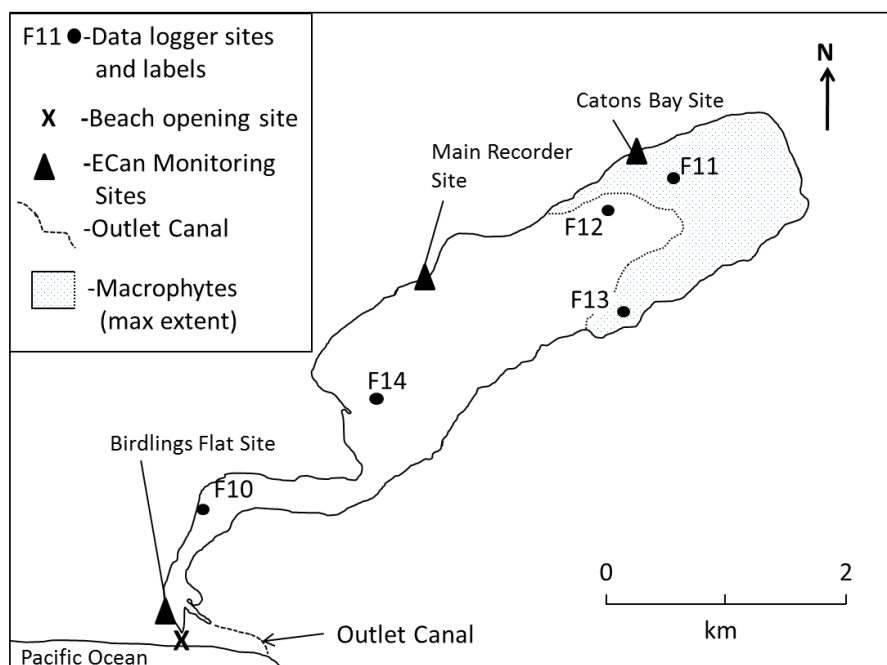 F11 -Data logger sites
and labels
X -Beach opening site
-ECan Monitoring
Sites
-Outlet Canal
-Macrophytes
(max extent)
N
Catons Bay Site
Main Recorder
Site
F11
F12
F13
F14
Birdlings Flat Site
F10
0 2
km
X
Outlet Canal
Pacific Ocean